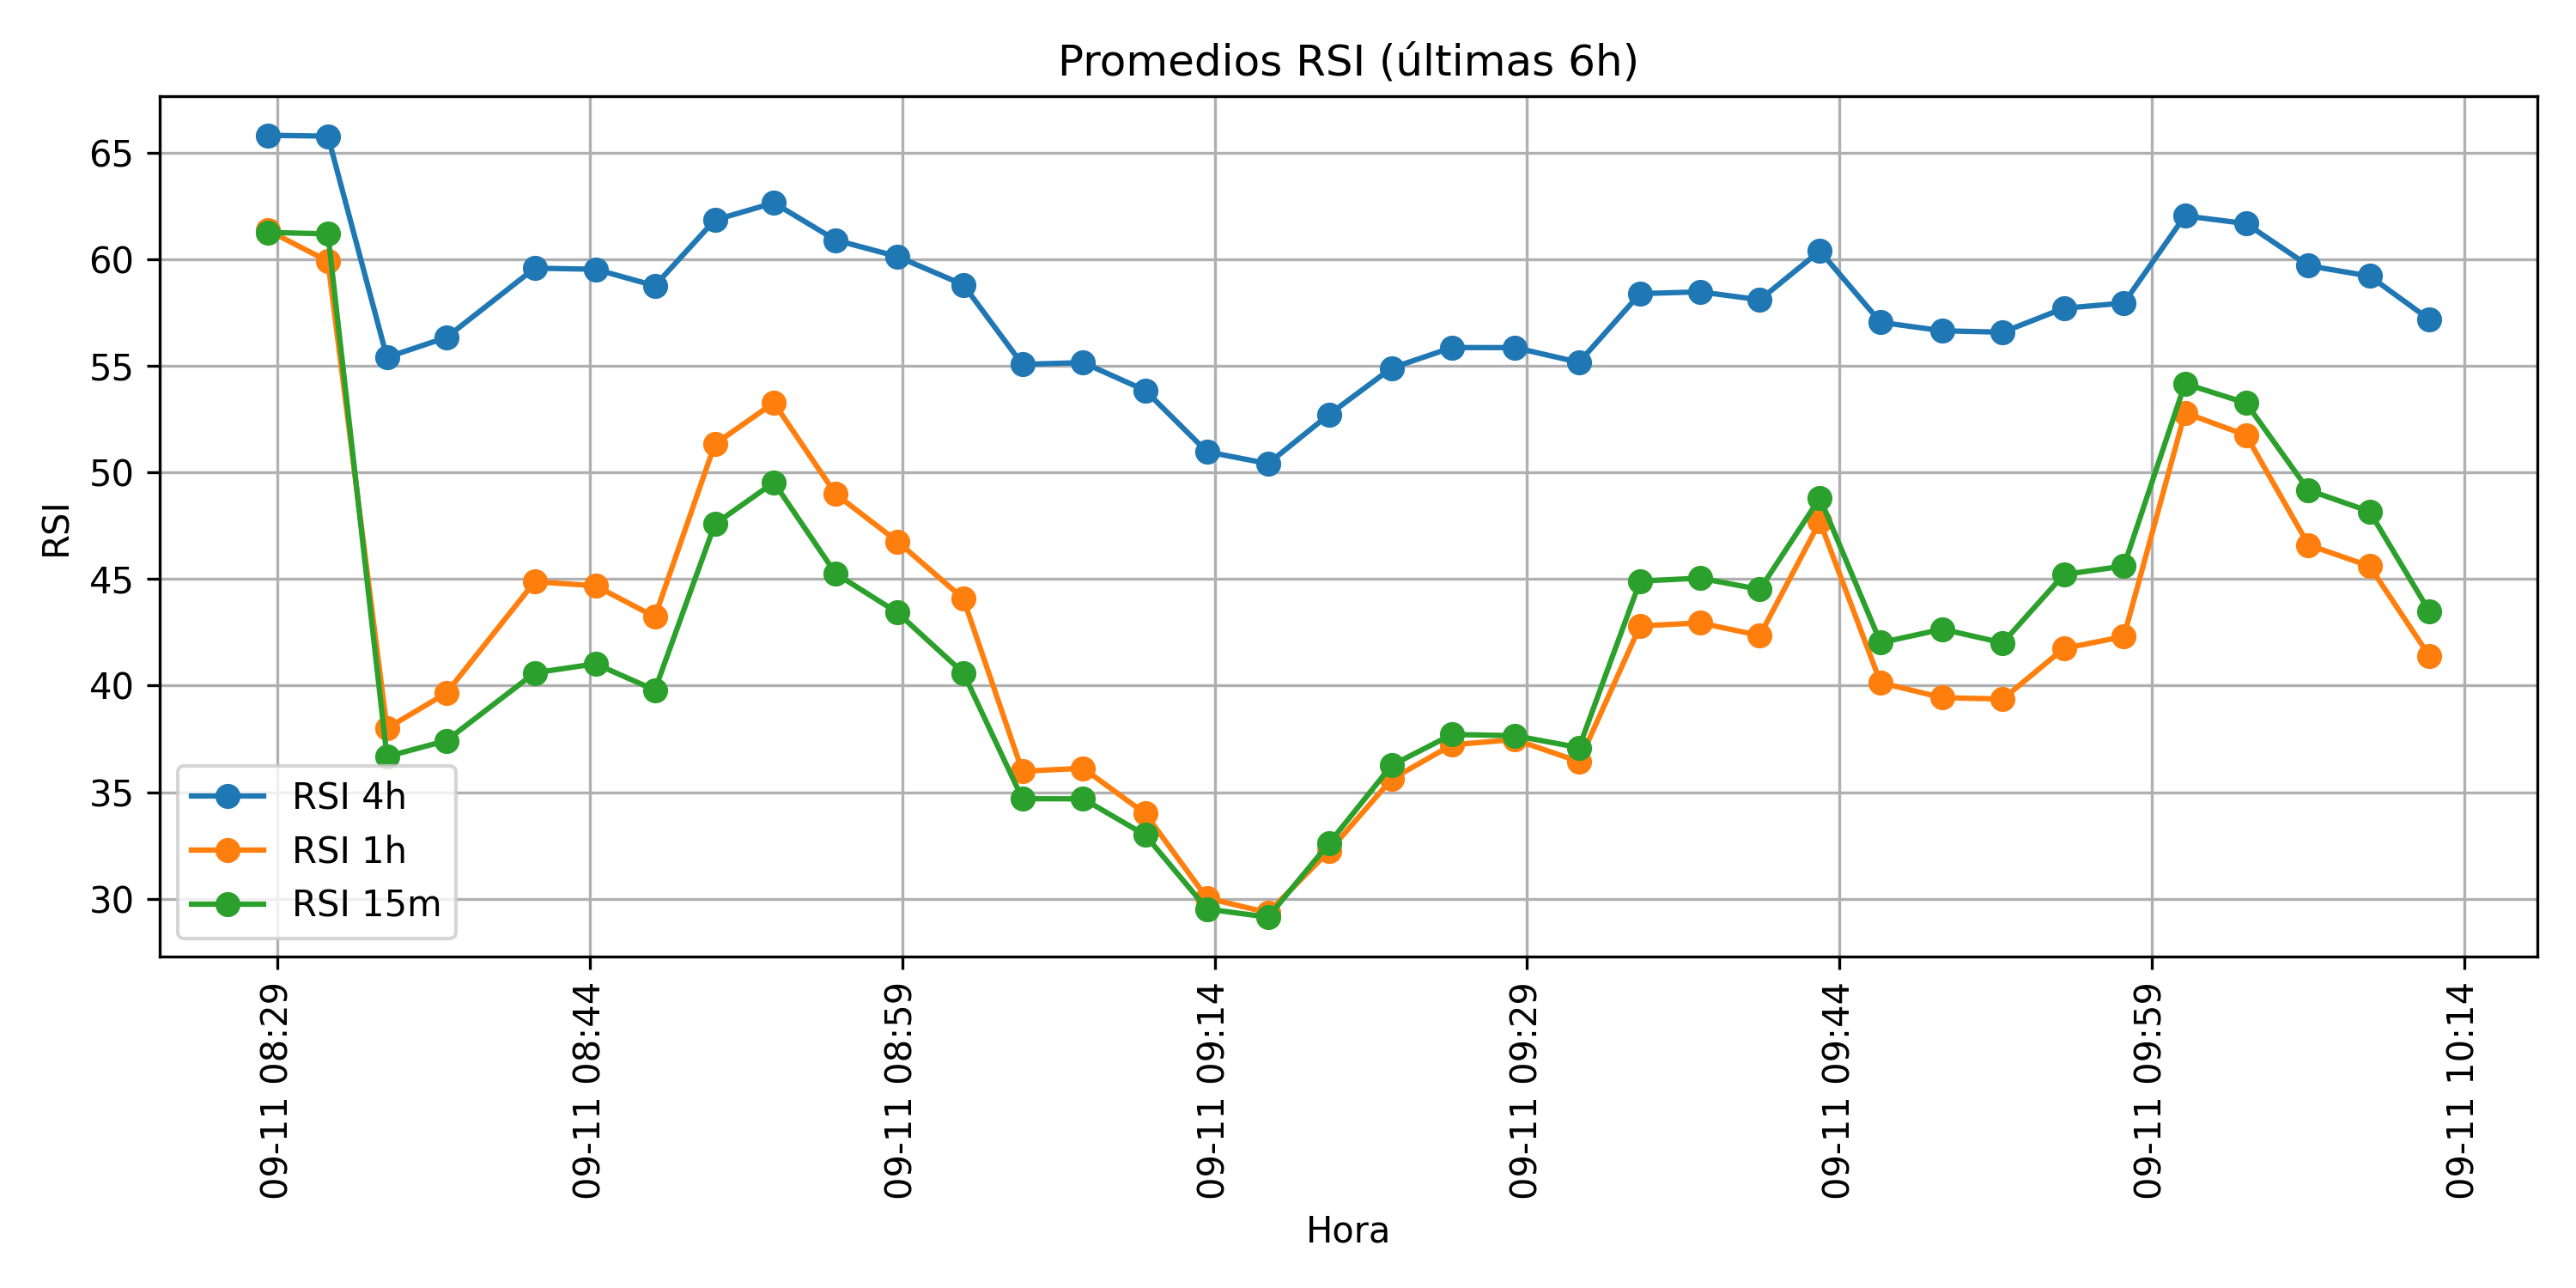 Promedios RSI (últimas 6h)
RSI
65
60
55
50
45
40
35
30
RSI 4h
RSI 1h
RSI 15m
09-11 08:29
09-11 08:44
09-11 08:59
09-11 09:14
09-11 09:29
09-11 09:44
09-11 09:59
09-11 10:14
Hora